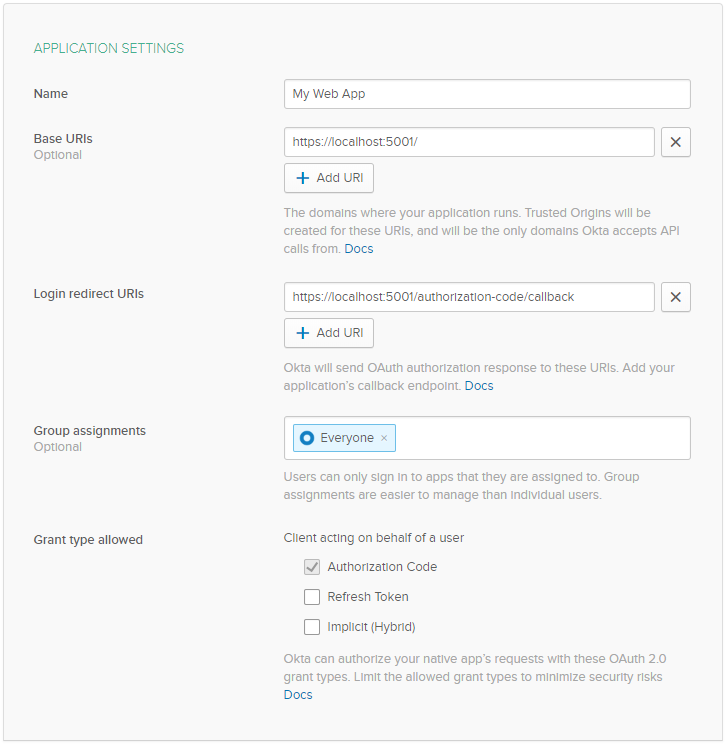 APPLICATION SETTINGS
Name
My Web App
Base URIs
Optional
https://localhost:5001/
Add URI
The domains where your application runs. Trusted Origins will be
created for these URIs, and will be the only domains Okta accepts API
calls from. Docs
Login redirect URIs
https://localhost:5001/authorization-code/callback
Add URI
Okta will send OAuth authorization response to these URIs. Add your
application's callback endpoint. Docs
Group assignments
Optional
Everyone ×
Users can only sign in to apps that they are assigned to. Group
assignments are easier to manage than individual users.
Grant type allowed
Client acting on behalf of a user
Authorization Code
Refresh Token
Implicit (Hybrid)
Okta can authorize your native app's requests with these OAuth 2.0
grant types. Limit the allowed grant types to minimize security risks
Docs